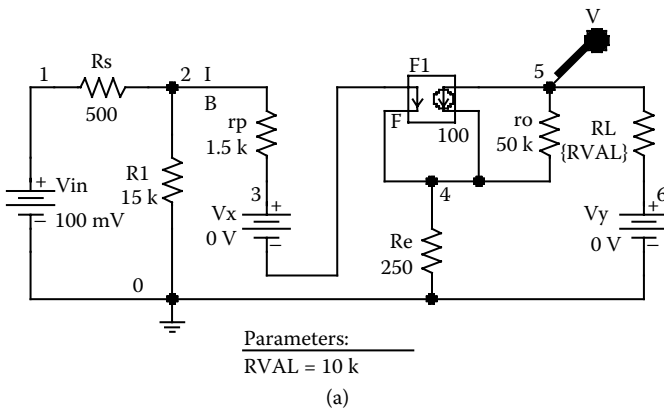 V
1
Rs
500
2
I
B
rp
1.5 k
F1
F
100
5
ro
50 k
RL
{RVAL}
Vin
+
−
100 mV
R1
15 k
3
Vx
0 V
+
−
4
Re
250
Vy
0 V
6
+
−
0
Parameters:
RVAL = 10 k
(a)